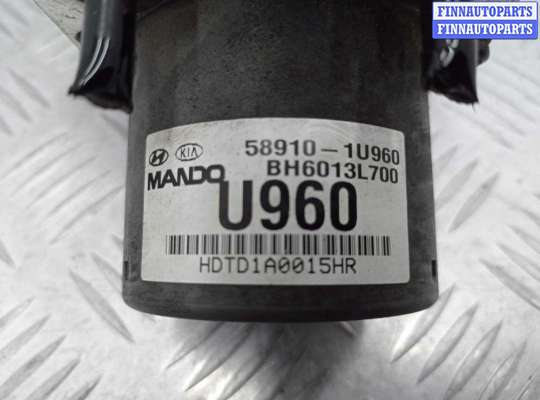 FINNAUTOPARTS
FINNAUTOPARTS
KIA 58910-1U960
MANDO BH6013L700
U960
HDTD1A0015HR